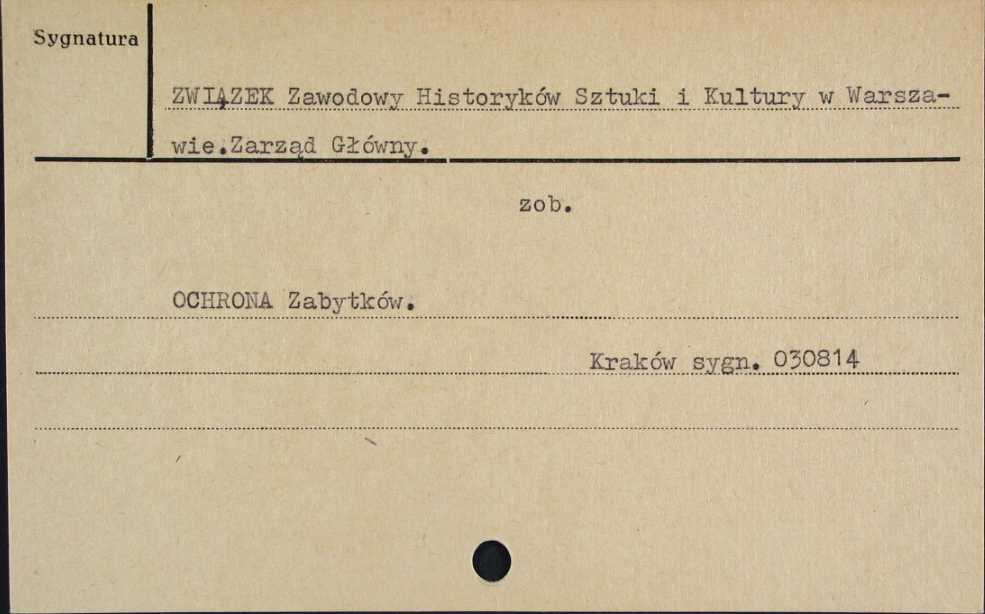 Sygnatura
ZWIĄZEK Zawodowy Historyków Sztuki i Kultury w Warsza-
wie.Zarząd Główny.
zob.
OCHRONA Zabytków.
Kraków sygn. 030814